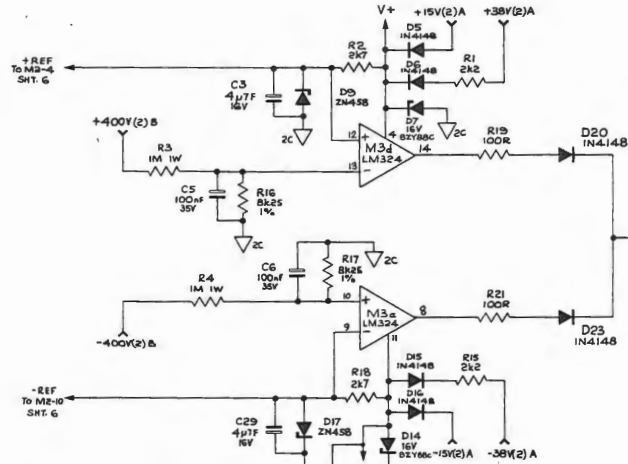 V+
+15V(2)A
+38V(2)A
D5
1N4148
D6
1N4148
R1
2k2
R2
2k7
+REF
TO M2-4
SHT. 6
C3
4µ7F
16V
D9
ZN458
D7
16V
BZY88C
2C
2C
+400V(2)B
R3
1M 1W
12
+
4
M3d
LM324
13
-
14
R19
100R
D20
1N4148
C5
100nF
35V
R16
8k25
1%
2C
C6
100nF
35V
R17
8k25
1%
2C
R4
1M 1W
-400V(2)B
10
+
M3a
LM324
9
-
8
11
R21
100R
D23
1N4148
-REF
TO M2-10
SHT. 6
R18
2k7
D15
1N4148
R15
2k2
D16
1N4148
C29
4µ7F
16V
D17
ZN458
D14
16V
BZY88C
-15V(2)A
-38V(2)A